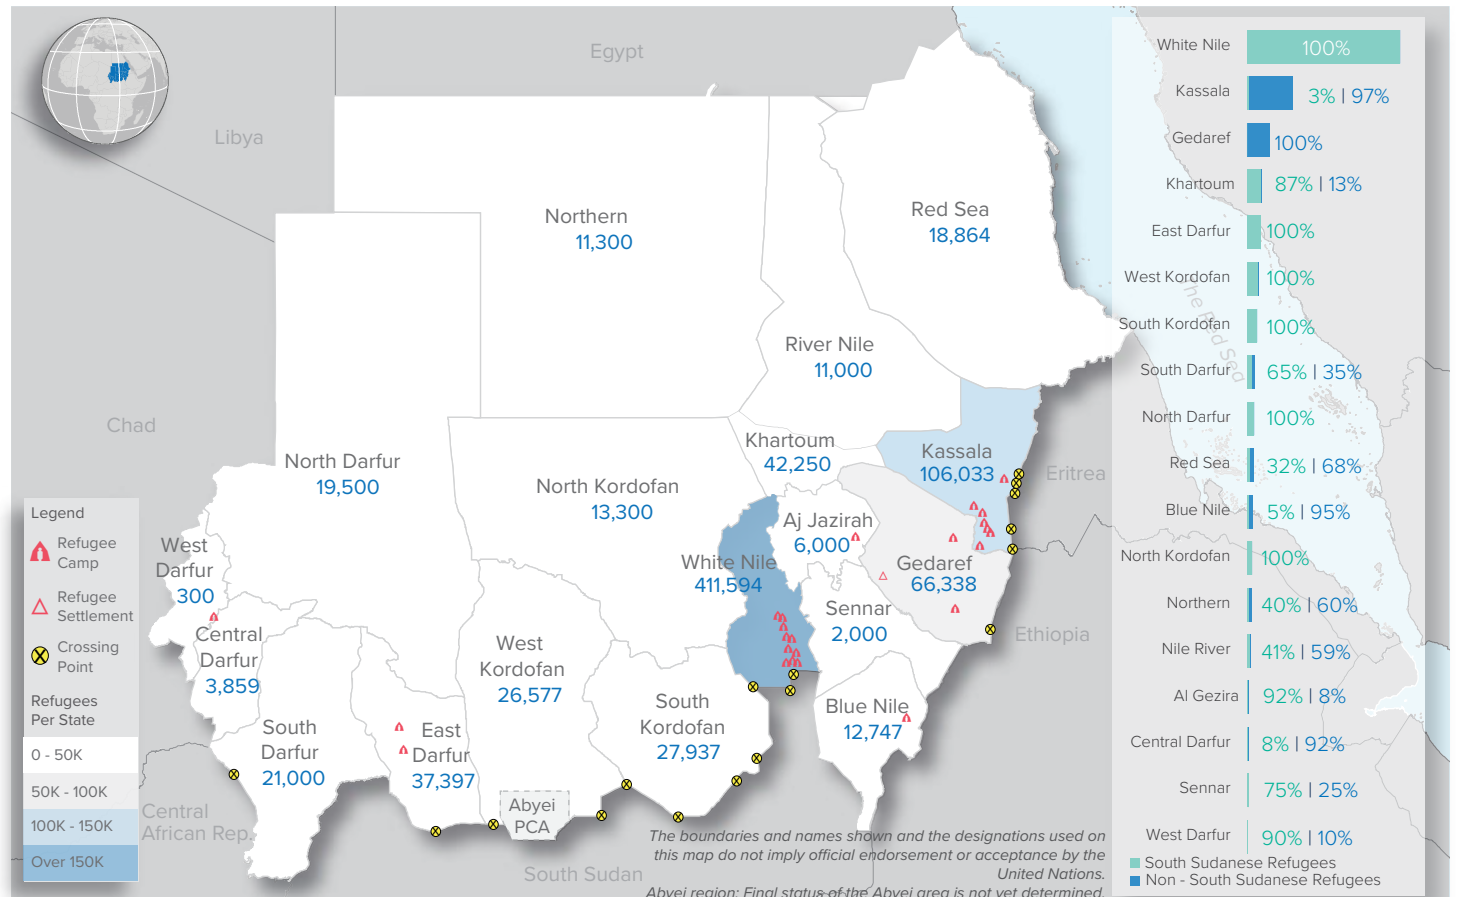 Egypt
Libya
Chad
Eritrea
Ethiopia
Central
African Rep.
South Sudan
The Red Sea
Northern
11,300
Red Sea
18,864
River Nile
11,000
Khartoum
42,250
Kassala
106,033
North Darfur
19,500
North Kordofan
13,300
Aj Jazirah
6,000
Gedaref
66,338
West
Darfur
300
White Nile
411,594
Sennar
2,000
Central
Darfur
3,859
West
Kordofan
26,577
South
Kordofan
27,937
Blue Nile
12,747
South
Darfur
21,000
East
Darfur
37,397
Abyei
PCA
Legend
Refugee
Camp
Refugee
Settlement
Crossing
Point
Refugees
Per State
0 - 50K
50K - 100K
100K - 150K
Over 150K
White Nile 100%
Kassala 3% | 97%
Gedaref 100%
Khartoum 87% | 13%
East Darfur 100%
West Kordofan 100%
South Kordofan 100%
South Darfur 65% | 35%
North Darfur 100%
Red Sea 32% | 68%
Blue Nile 5% | 95%
North Kordofan 100%
Northern 40% | 60%
Nile River 41% | 59%
Al Gezira 92% | 8%
Central Darfur 8% | 92%
Sennar 75% | 25%
West Darfur 90% | 10%
South Sudanese Refugees
Non - South Sudanese Refugees
The boundaries and names shown and the designations used on
this map do not imply official endorsement or acceptance by the
United Nations.
Abyei region: Final status of the Abyei area is not yet determined.